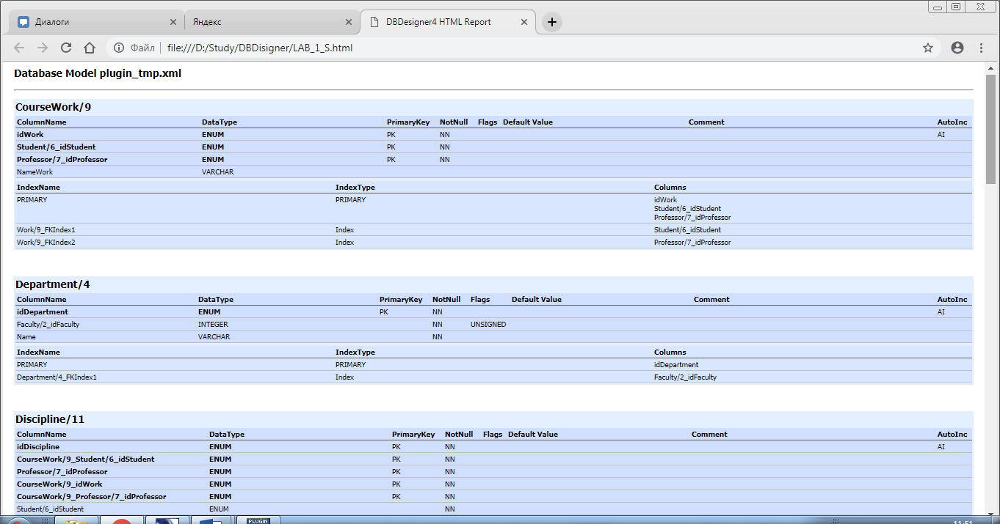 Диалоги Яндекс DBDesigner4 HTML Report
Файл file:///D:/Study/DBDisigner/LAB_1_S.html
Database Model plugin_tmp.xml
CourseWork/9
ColumnName DataType PrimaryKey NotNull Flags Default Value Comment AutoInc
idWork ENUM PK NN AI
Student/6_idStudent ENUM PK NN
Professor/7_idProfessor ENUM PK NN
NameWork VARCHAR
IndexName IndexType Columns
PRIMARY PRIMARY idWork
Student/6_idStudent
Professor/7_idProfessor
Work/9_FKIndex1 Index Student/6_idStudent
Work/9_FKIndex2 Index Professor/7_idProfessor
Department/4
ColumnName DataType PrimaryKey NotNull Flags Default Value Comment AutoInc
idDepartment ENUM PK NN AI
Faculty/2_idFaculty INTEGER NN UNSIGNED
Name VARCHAR NN
IndexName IndexType Columns
PRIMARY PRIMARY idDepartment
Department/4_FKIndex1 Index Faculty/2_idFaculty
Discipline/11
ColumnName DataType PrimaryKey NotNull Flags Default Value Comment AutoInc
idDiscipline ENUM PK NN AI
CourseWork/9_Student/6_idStudent ENUM PK NN
Professor/7_idProfessor ENUM PK NN
CourseWork/9_idWork ENUM PK NN
CourseWork/9_Professor/7_idProfessor ENUM PK NN
Student/6_idStudent ENUM NN
PLUGIN 11:51